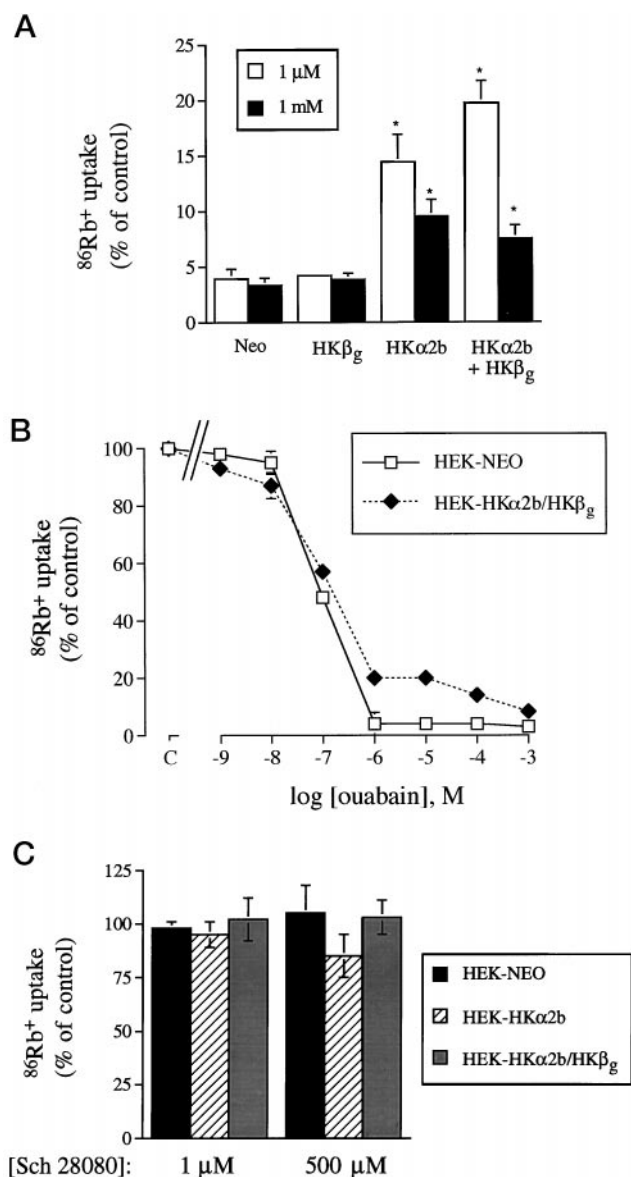 A
⁸⁶Rb⁺ uptake
(% of control)
25
20
15
10
5
0
1 μM
1 mM
*
*
*
*
Neo
HKβg
HKα2b
HKα2b
+ HKβg
B
⁸⁶Rb⁺ uptake
(% of control)
100
80
60
40
20
0
HEK-NEO
HEK-HKα2b/HKβg
C
-9
-8
-7
-6
-5
-4
-3
log [ouabain], M
C
⁸⁶Rb⁺ uptake
(% of control)
125
100
75
50
25
0
HEK-NEO
HEK-HKα2b
HEK-HKα2b/HKβg
[Sch 28080]: 1 μM 500 μM